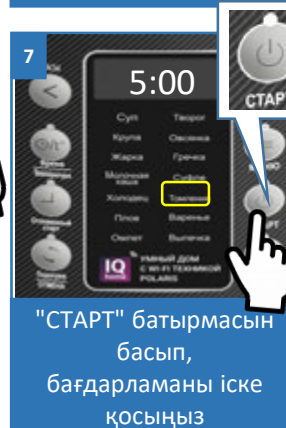 7
5:00
СТАРТ
Суп Творог
Крупа Овсянка
Жарка Гречка
Молочная каша Суфле
Холодец Томление
Плов Варенье
Омлет Выпечка
IQ home
УМНЫЙ ДОМ
С WI-FI ТЕХНИКОЙ
POLARIS
"СТАРТ" батырмасын
басып,
бағдарламаны іске
қосыңыз